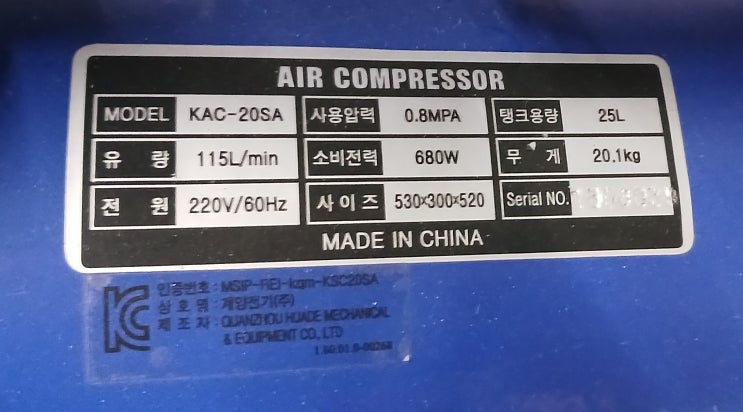 AIR COMPRESSOR
MODEL KAC-20SA 사용압력 0.8MPA 탱크용량 25L
유 량 115L/min 소비전력 680W 무 게 20.1kg
전 원 220V/60Hz 사 이 즈 530×300×520 Serial NO.
MADE IN CHINA
인증번호 : MSIP-REI-kqm-KSC20SA
상 호 명 : 계양전기(주)
제 조 자 : QUANZHOU HUADE MECHANICAL
& EQUIPMENT CO., LTD